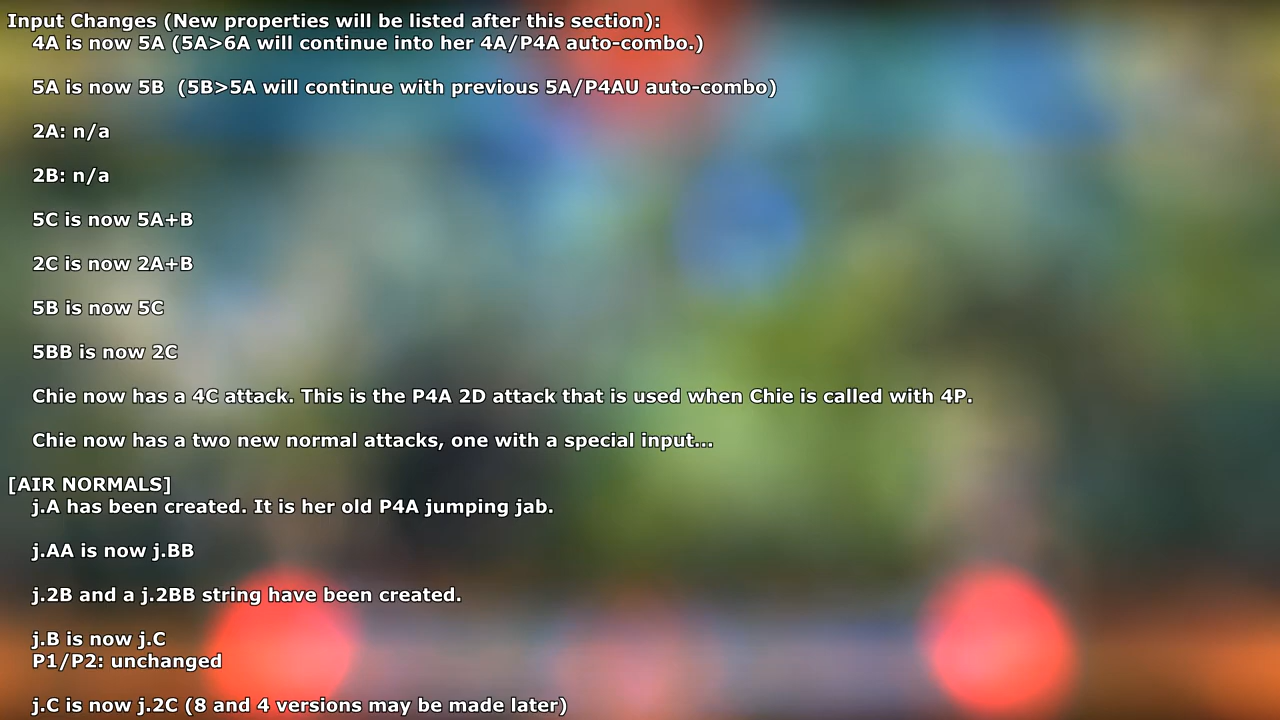 Input Changes (New properties will be listed after this section):
4A is now 5A (5A>6A will continue into her 4A/P4A auto-combo.)
5A is now 5B  (5B>5A will continue with previous 5A/P4AU auto-combo)
2A: n/a
2B: n/a
5C is now 5A+B
2C is now 2A+B
5B is now 5C
5BB is now 2C
Chie now has a 4C attack. This is the P4A 2D attack that is used when Chie is called with 4P.
Chie now has a two new normal attacks, one with a special input...
[AIR NORMALS]
j.A has been created. It is her old P4A jumping jab.
j.AA is now j.BB
j.2B and a j.2BB string have been created.
j.B is now j.C
P1/P2: unchanged
j.C is now j.2C (8 and 4 versions may be made later)